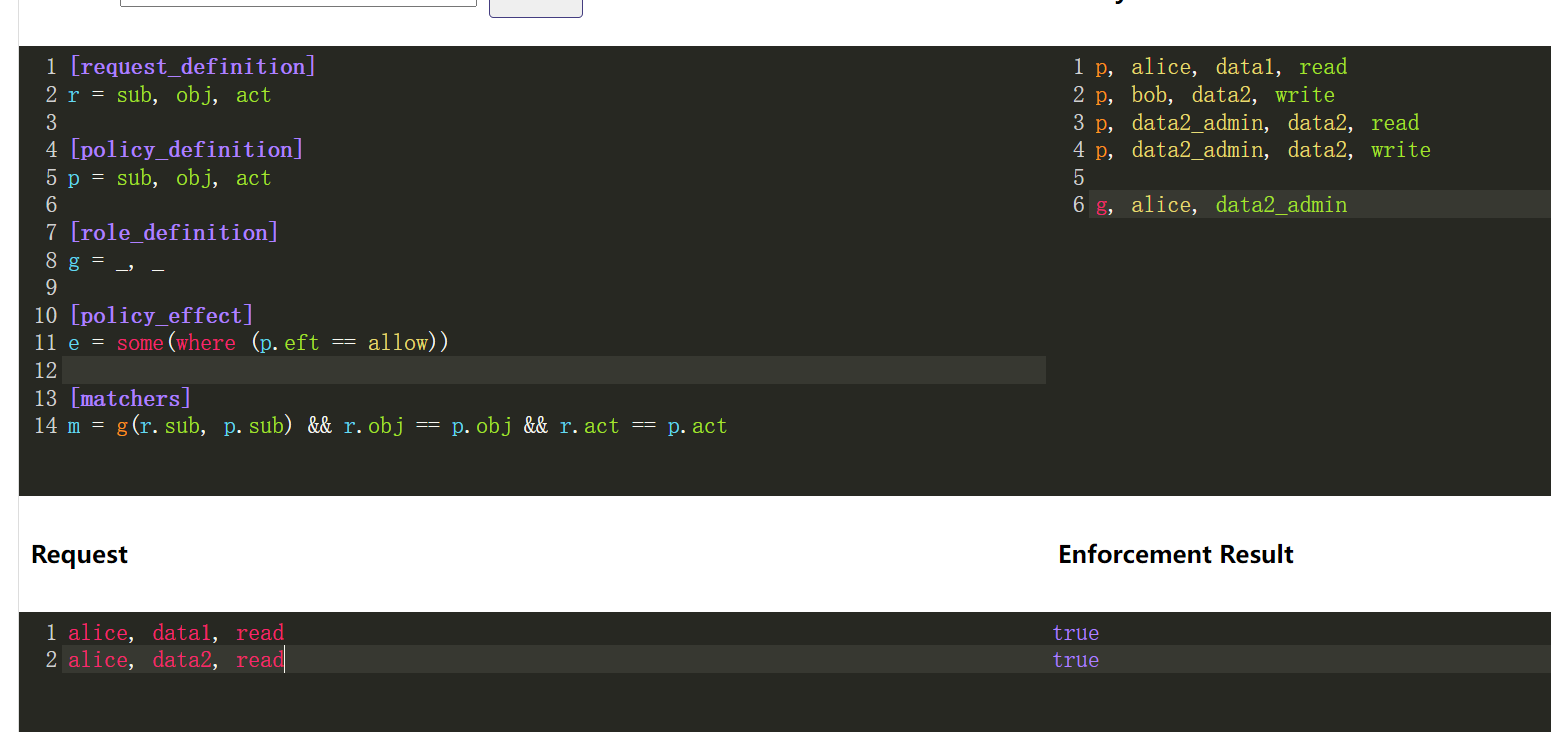 1 [request_definition]
2 r = sub, obj, act
3
4 [policy_definition]
5 p = sub, obj, act
6
7 [role_definition]
8 g = _, _
9
10 [policy_effect]
11 e = some(where (p.eft == allow))
12
13 [matchers]
14 m = g(r.sub, p.sub) && r.obj == p.obj && r.act == p.act
1 p, alice, data1, read
2 p, bob, data2, write
3 p, data2_admin, data2, read
4 p, data2_admin, data2, write
5
6 g, alice, data2_admin
Request
1 alice, data1, read
2 alice, data2, read
Enforcement Result
true
true